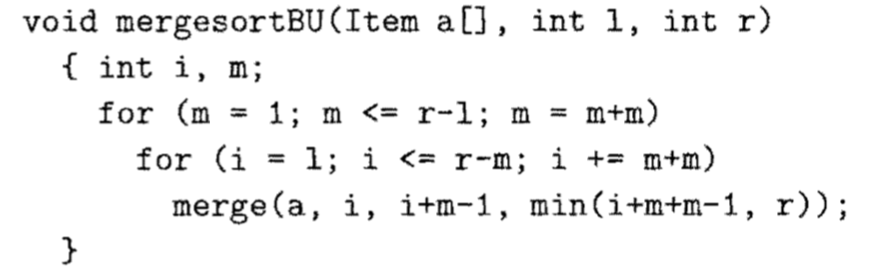 void mergesortBU(Item a[], int l, int r)
{ int i, m;
for (m = 1; m <= r-l; m = m+m)
for (i = l; i <= r-m; i += m+m)
merge(a, i, i+m-1, min(i+m+m-1, r));
}